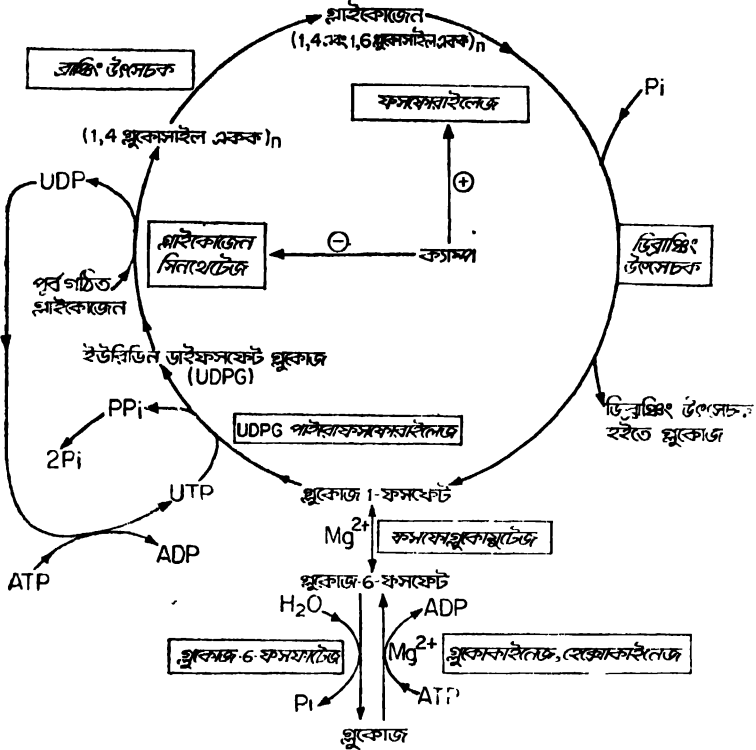 গ্লাইকোজেন
(1,4 এবং 1,6 গ্লুকোসাইল একক)n
ব্রাঞ্চিং উৎসেচক
ফসফোরাইলেজ
Pi
(1,4 গ্লুকোসাইল একক)n
UDP
+
গ্লাইকোজেন
সিনথেটেজ
−
ক্যাম্প
ডিব্রাঞ্চিং
উৎসেচক
পূর্ব গঠিত
গ্লাইকোজেন
ইউরিডিন ডাইফসফেট গ্লুকোজ
(UDPG)
PPi
2Pi
UDPG পাইরোফসফোরাইলেজ
ডিব্রাঞ্চিং উৎসেচক
হইতে গ্লুকোজ
UTP
গ্লুকোজ 1-ফসফেট
Mg2+
ফসফোগ্লুকোমুটেজ
ADP
ATP
গ্লুকোজ-6-ফসফেট
H2O
ADP
গ্লুকোজ-6-ফসফাটেজ
Mg2+
গ্লুকোকাইনেজ, হেক্সোকাইনেজ
Pi
ATP
গ্লুকোজ